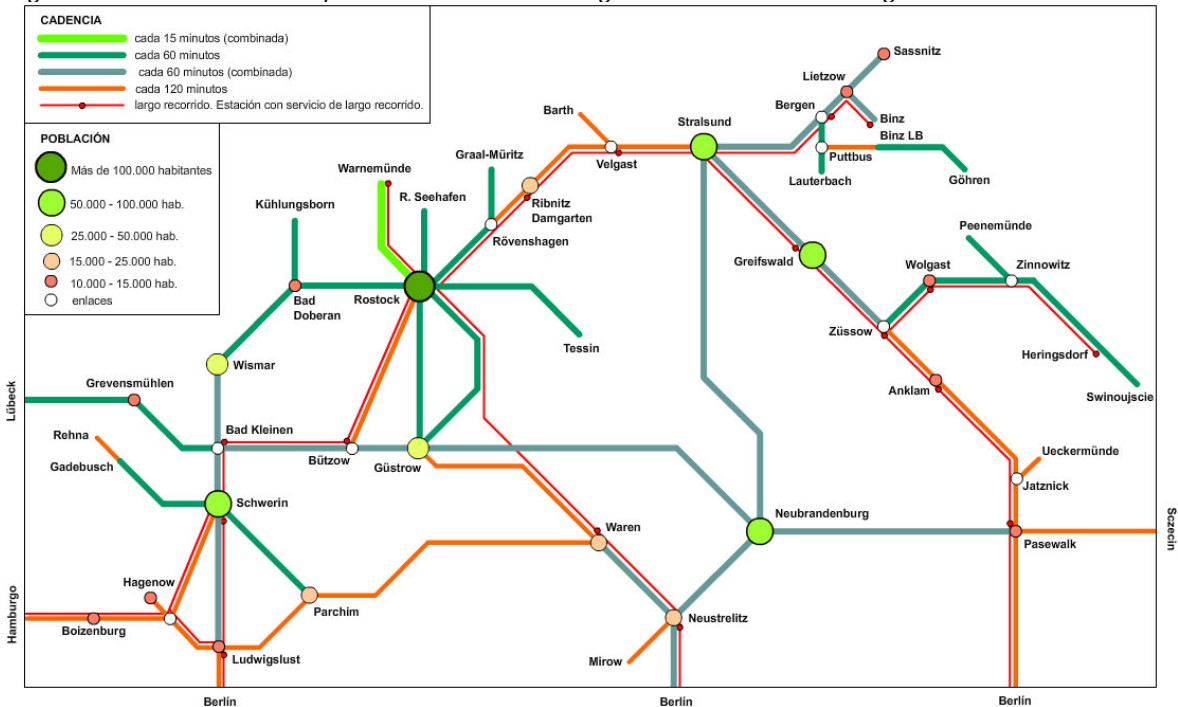 CADENCIA
cada 15 minutos (combinada)
cada 60 minutos
cada 60 minutos (combinada)
cada 120 minutos
largo recorrido. Estación con servicio de largo recorrido.
POBLACIÓN
Más de 100.000 habitantes
50.000 - 100.000 hab.
25.000 - 50.000 hab.
15.000 - 25.000 hab.
10.000 - 15.000 hab.
enlaces
Sassnitz
Lietzow
Bergen
Binz
Barth
Stralsund
Binz LB
Graal-Müritz
Velgast
Puttbus
Warnemünde
Lauterbach
Göhren
R. Seehafen
Ribnitz
Damgarten
Kühlungsborn
Rövenshagen
Peenemünde
Greifswald
Wolgast
Zinnowitz
Bad
Doberan
Rostock
Züssow
Tessin
Heringsdorf
Wismar
Grevensmühlen
Anklam
Swinoujscie
Lübeck
Rehna
Bad Kleinen
Gadebusch
Bützow
Güstrow
Ueckermünde
Jatznick
Schwerin
Neubrandenburg
Waren
Pasewalk
Sczecin
Hagenow
Parchim
Hamburgo
Boizenburg
Neustrelitz
Ludwigslust
Mirow
Berlín
Berlín
Berlín